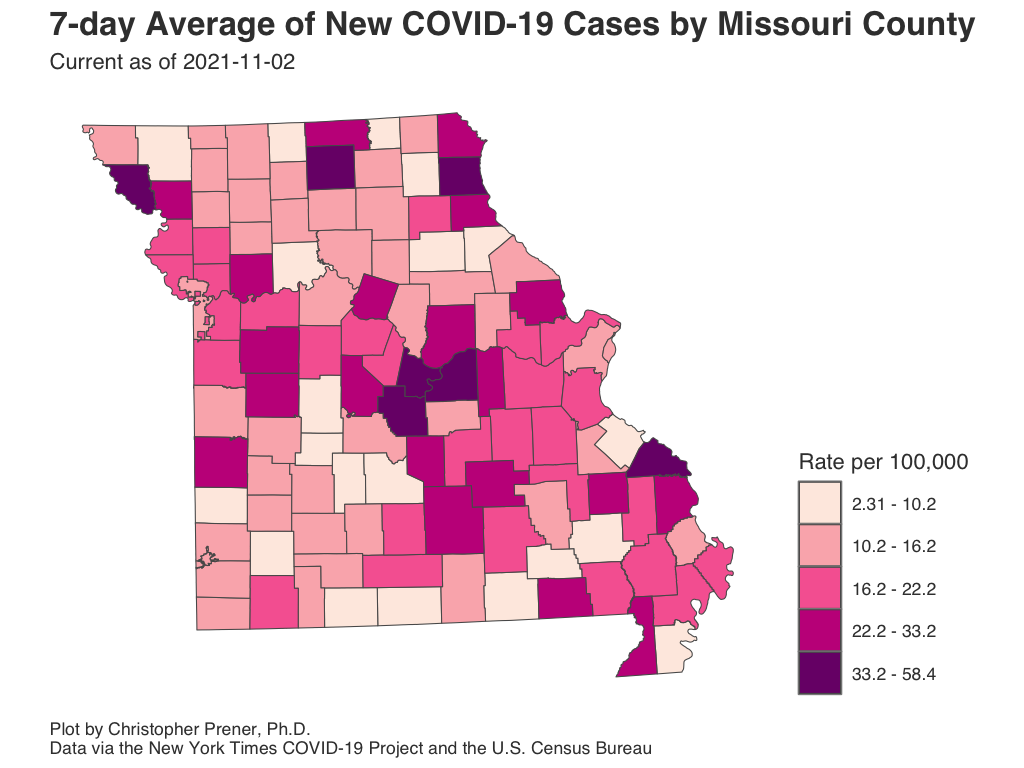 7-day Average of New COVID-19 Cases by Missouri County
Current as of 2021-11-02
Rate per 100,000
2.31 - 10.2
10.2 - 16.2
16.2 - 22.2
22.2 - 33.2
33.2 - 58.4
Plot by Christopher Prener, Ph.D.
Data via the New York Times COVID-19 Project and the U.S. Census Bureau